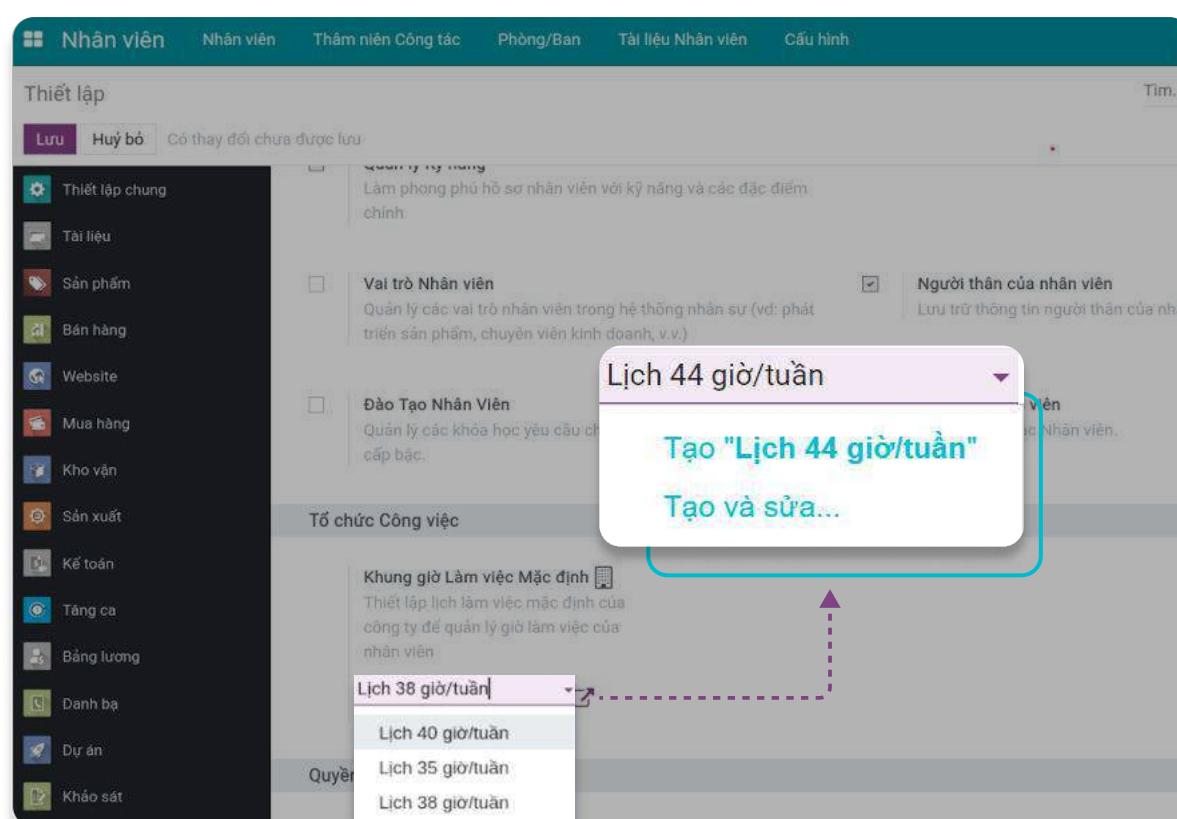 Nhân viên Nhân viên Thâm niên Công tác Phòng/Ban Tài liệu Nhân viên Cấu hình
Thiết lập Tìm.
Lưu Huỷ bỏ Có thay đổi chưa được lưu
Thiết lập chung
Tài liệu
Sản phẩm
Bán hàng
Website
Mua hàng
Kho vận
Sản xuất
Kế toán
Tăng ca
Bảng lương
Danh bạ
Dự án
Khảo sát
Quản lý Kỹ năng
Làm phong phú hồ sơ nhân viên với kỹ năng và các đặc điểm
chính
Vai trò Nhân viên
Quản lý các vai trò nhân viên trong hệ thống nhân sự (vd: phát
triển sản phẩm, chuyên viên kinh doanh, v.v.)
Người thân của nhân viên
Lưu trữ thông tin người thân của nh
Đào Tạo Nhân Viên
Quản lý các khóa học yêu cầu ch
cấp bậc.
viên
Nhân viên.
Lịch 44 giờ/tuần
Tạo "Lịch 44 giờ/tuần"
Tạo và sửa...
Tổ chức Công việc
Khung giờ Làm việc Mặc định
Thiết lập lịch làm việc mặc định của
công ty để quản lý giờ làm việc của
nhân viên
Lịch 38 giờ/tuần
Lịch 40 giờ/tuần
Lịch 35 giờ/tuần
Lịch 38 giờ/tuần
Quyền